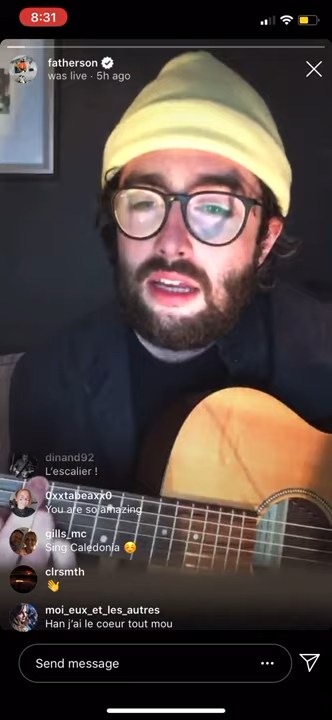 8:31
fatherson
was live · 5h ago
dinand92
L'escalier !
0xxtabeaxx0
You are so amazing
gills_mc
Sing Caledonia ☺️
clrsmth
👋
moi_eux_et_les_autres
Han j'ai le coeur tout mou
Send message